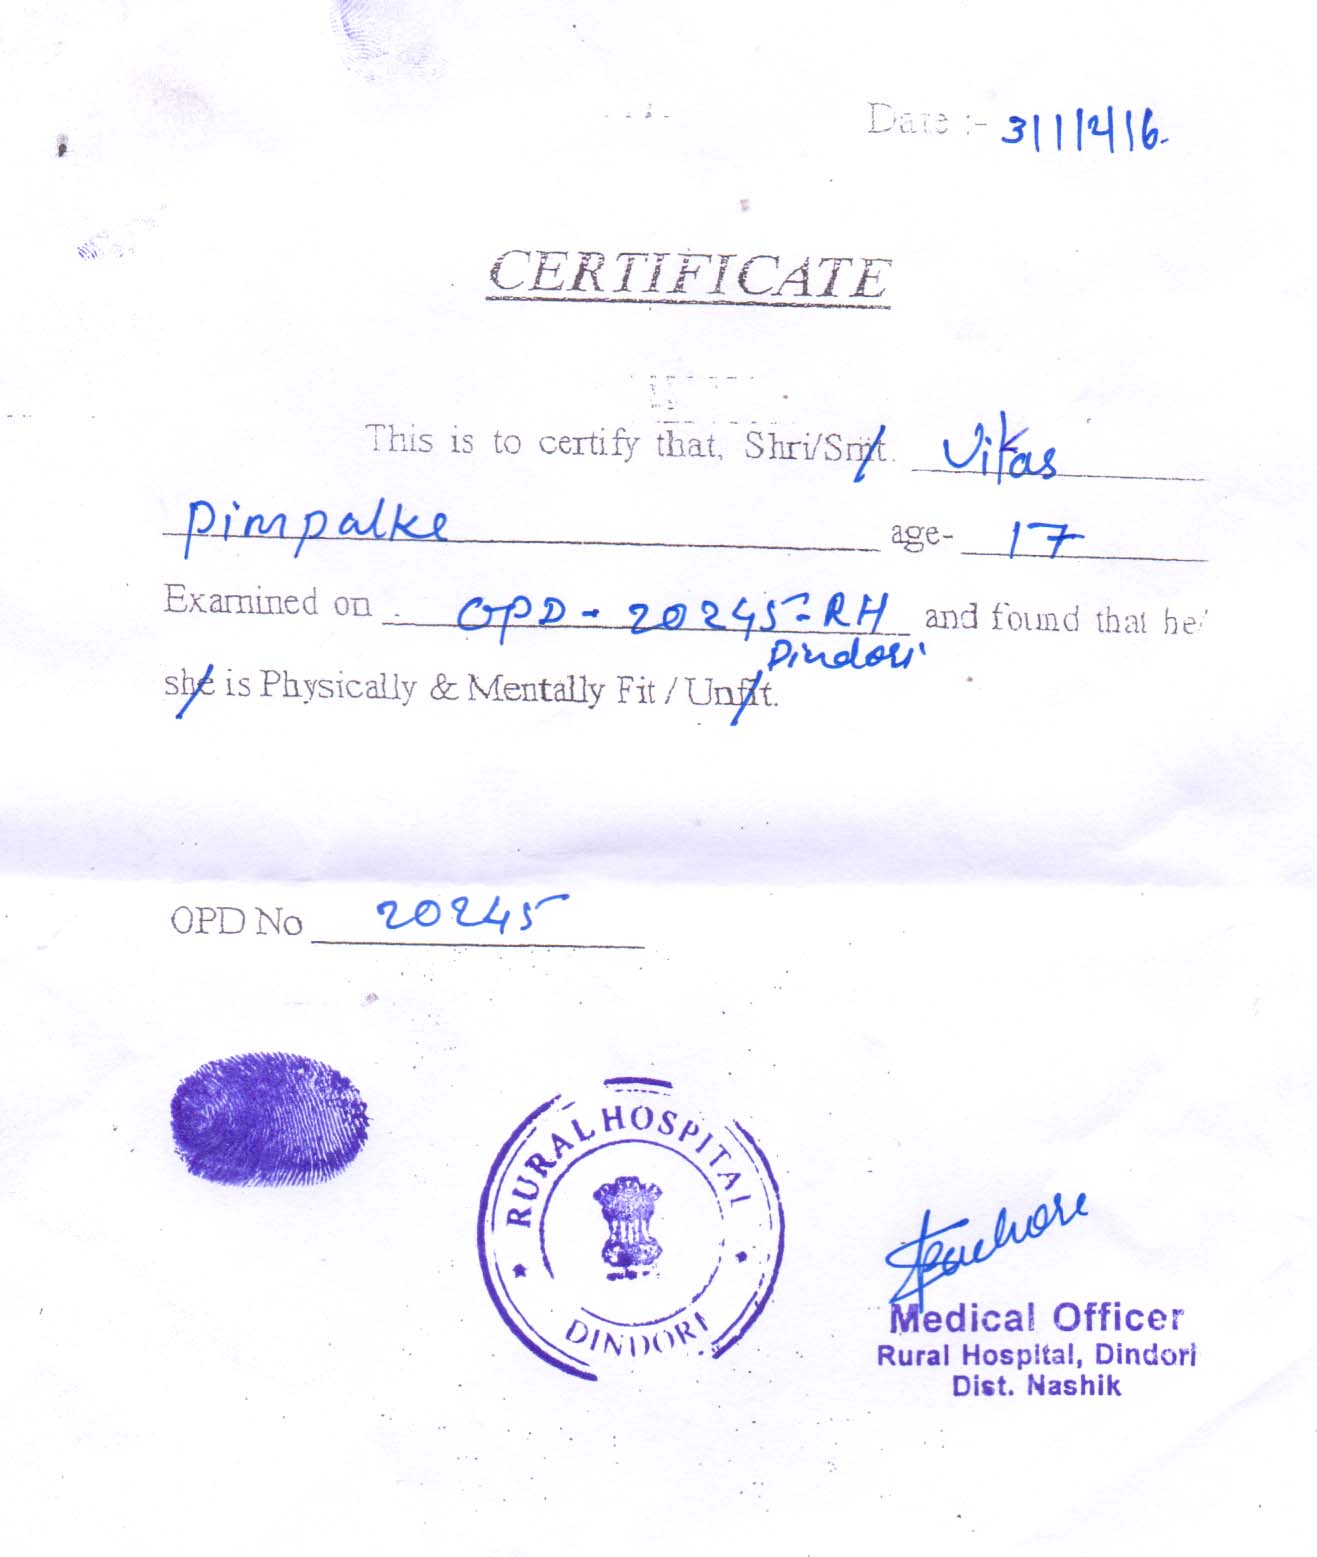 Date :- 31/12/16.
CERTIFICATE
This is to certify that, Shri/Smt. Vikas
Pimpalke age- 17
Examined on OPD - 20245 - RH and found that he/
Dindori
she is Physically & Mentally Fit / Unfit.
OPD No 20245
RURAL HOSPITAL
DINDORI
Medical Officer
Rural Hospital, Dindori
Dist. Nashik